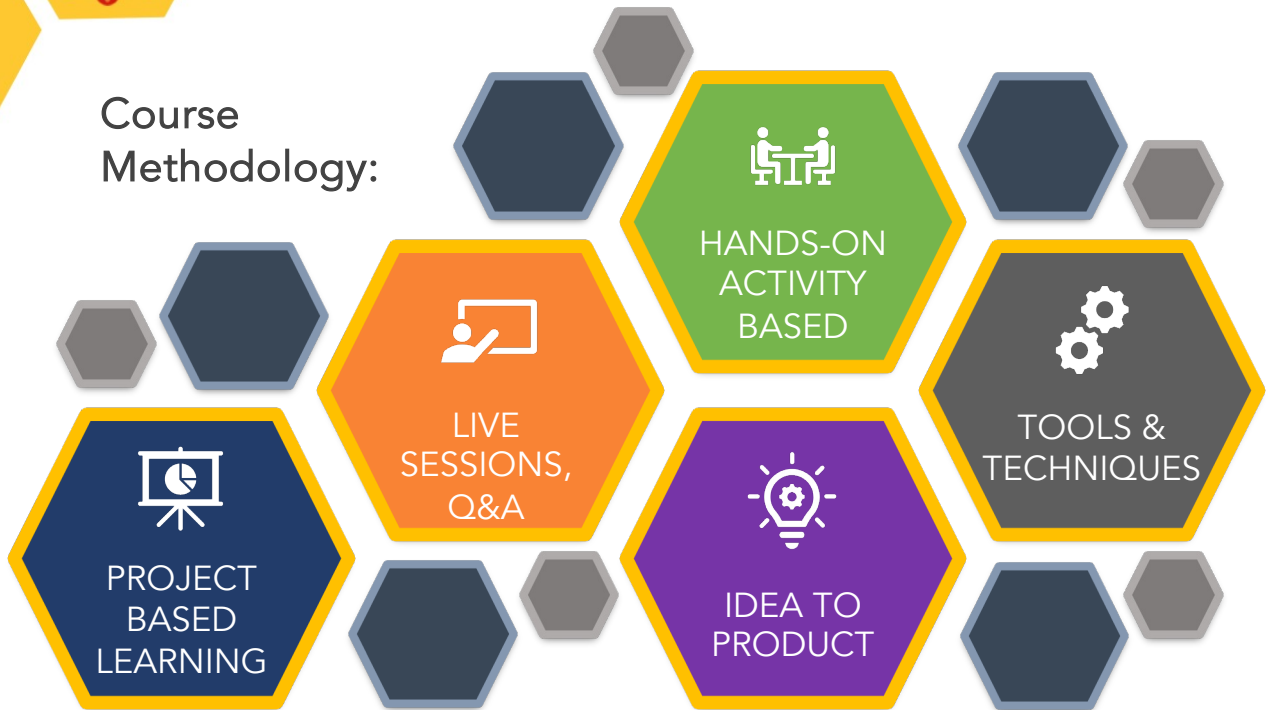 Course
Methodology:
HANDS-ON
ACTIVITY
BASED
LIVE
SESSIONS,
Q&A
TOOLS &
TECHNIQUES
PROJECT
BASED
LEARNING
IDEA TO
PRODUCT